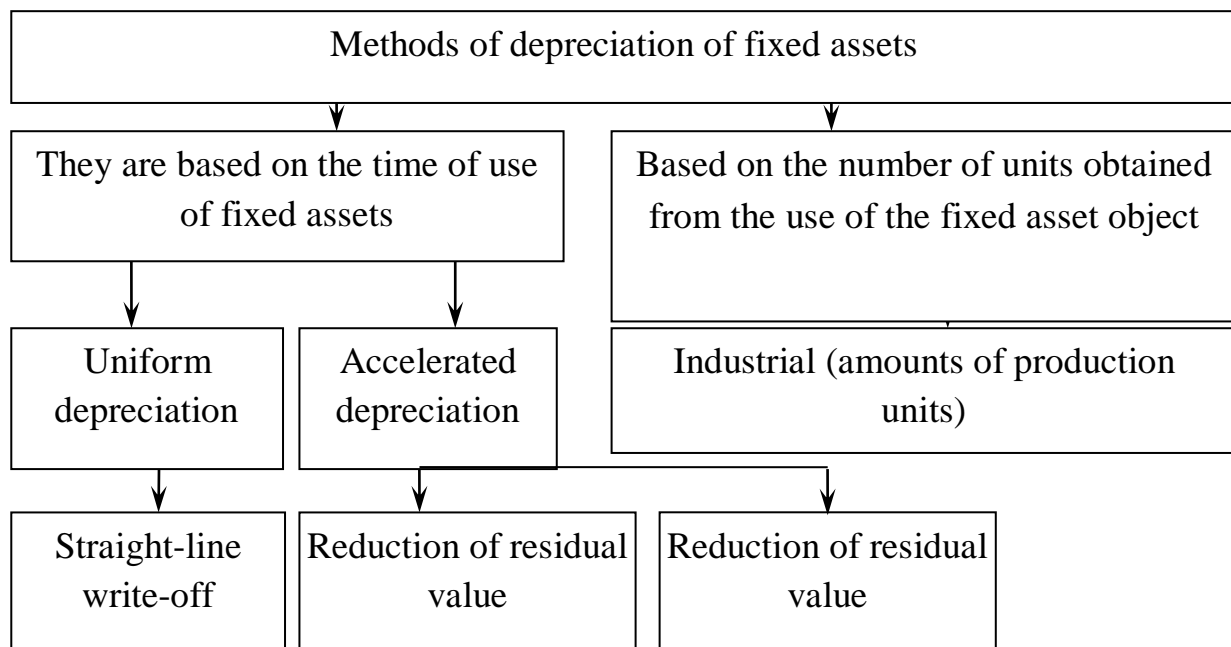 Methods of depreciation of fixed assets
They are based on the time of use
of fixed assets
Based on the number of units obtained
from the use of the fixed asset object
Uniform
depreciation
Accelerated
depreciation
Industrial (amounts of production
units)
Straight-line
write-off
Reduction of residual
value
Reduction of residual
value